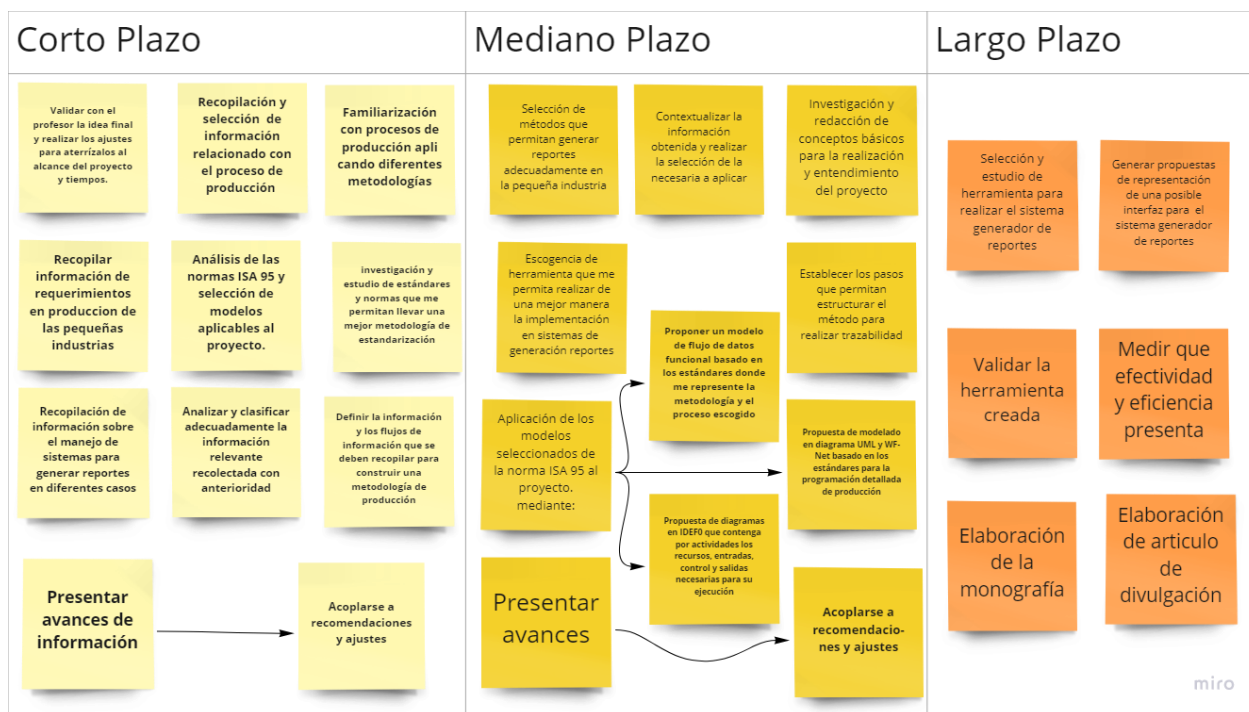 Corto Plazo
Validar con el
profesor la idea final
y realizar los ajustes
para aterrízalos al
alcance del proyecto
y tiempos.
Recopilación y
selección de
información
relacionado con
el proceso de
producción
Familiarización
con procesos de
producción apli
cando diferentes
metodologías
Recopilar
información de
requerimientos
en produccion de
las pequeñas
industrias
Análisis de las
normas ISA 95 y
selección de
modelos
aplicables al
proyecto.
investigación y
estudio de estándares
y normas que me
permitan llevar una
mejor metodología de
estandarización
Recopilación de
información sobre
el manejo de
sistemas para
generar reportes
en diferentes casos
Analizar y clasificar
adecuadamente la
información
relevante
recolectada con
anterioridad
Definir la información
y los flujos de
información que se
deben recopilar para
construir una
metodología de
producción
Presentar
avances de
información
Acoplarse a
recomendaciones
y ajustes
Mediano Plazo
Selección de
métodos que
permitan generar
reportes
adecuadamente en
la pequeña industria
Contextualizar la
información
obtenida y realizar
la selección de la
necesaria a aplicar
Investigación y
redacción de
conceptos básicos
para la realización
y entendimiento
del proyecto
Escogencia de
herramienta que me
permita realizar de
una mejor manera
la implementación
en sistemas de
generación reportes
Proponer un modelo
de flujo de datos
funcional basado en
los estándares donde
me represente la
metodología y el
proceso escogido
Establecer los pasos
que permitan
estructurar el
método para
realizar trazabilidad
Aplicación de los
modelos
seleccionados de
la norma ISA 95 al
proyecto.
mediante:
Propuesta de modelado
en diagrama UML y WF-
Net basado en los
estándares para la
programación detallada
de producción
Propuesta de diagramas
en IDEF0 que contenga
por actividades los
recursos, entradas,
control y salidas
necesarias para su
ejecución
Presentar
avances
Acoplarse a
recomendacio-
nes y ajustes
Largo Plazo
Selección y
estudio de
herramienta para
realizar el sistema
generador de
reportes
Generar propuestas
de representación
de una posible
interfaz para el
sistema generador
de reportes
Validar la
herramienta
creada
Medir que
efectividad
y eficiencia
presenta
Elaboración
de la
monografía
Elaboración
de articulo
de
divulgación
miro